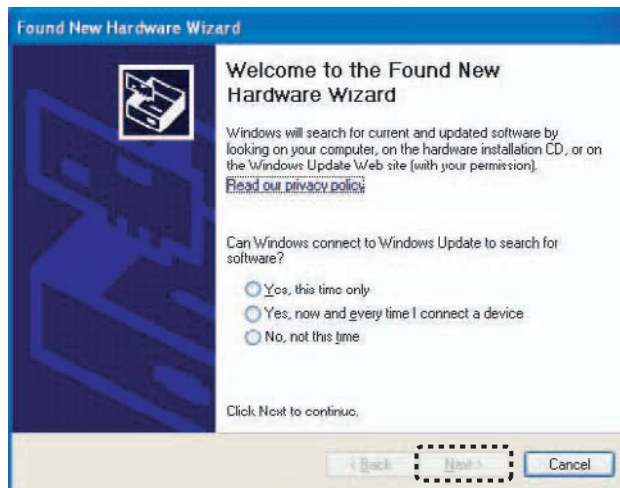 Found New Hardware Wizard
Welcome to the Found New
Hardware Wizard
Windows will search for current and updated software by
looking on your computer, on the hardware installation CD, or on
the Windows Update Web site (with your permission).
Read our privacy policy
Can Windows connect to Windows Update to search for
software?
Yes, this time only
Yes, now and every time I connect a device
No, not this time
Click Next to continue.
< Back
Next >
Cancel